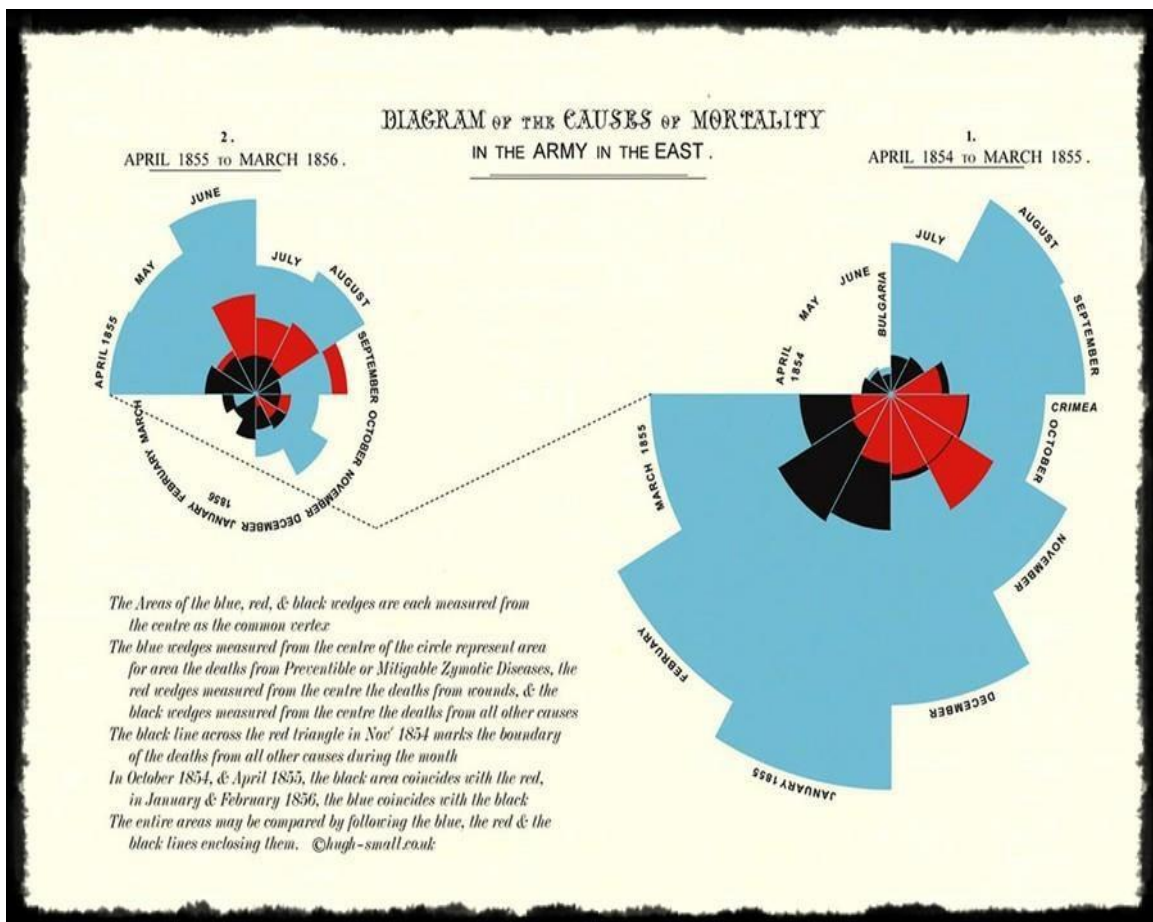 DIAGRAM OF THE CAUSES OF MORTALITY
IN THE ARMY IN THE EAST.
2.
APRIL 1855 TO MARCH 1856.
1.
APRIL 1854 TO MARCH 1855.
APRIL 1855
MAY
JUNE
JULY
AUGUST
SEPTEMBER
OCTOBER
NOVEMBER
DECEMBER
JANUARY
1856
FEBRUARY
MARCH
APRIL
1854
MAY
JUNE
BULGARIA
JULY
AUGUST
SEPTEMBER
CRIMEA
OCTOBER
NOVEMBER
DECEMBER
JANUARY 1855
FEBRUARY
MARCH 1855
The Areas of the blue, red, & black wedges are each measured from
the centre as the common vertex
The blue wedges measured from the centre of the circle represent area
for area the deaths from Preventible or Mitigable Zymotic Diseases, the
red wedges measured from the centre the deaths from wounds, & the
black wedges measured from the centre the deaths from all other causes
The black line across the red triangle in Nov' 1854 marks the boundary
of the deaths from all other causes during the month
In October 1854, & April 1855, the black area coincides with the red,
in January & February 1856, the blue coincides with the black
The entire areas may be compared by following the blue, the red & the
black lines enclosing them. ©hugh-small.co.uk